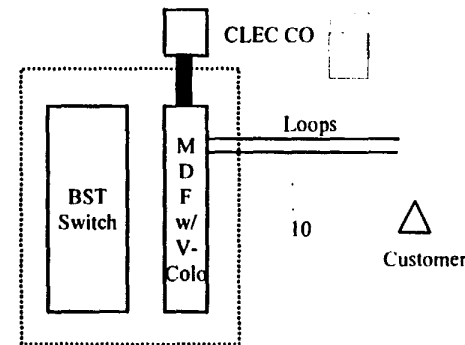 CLEC CO
Loops
M
D
F
w/
V-
Colo
BST
Switch
10
Customer